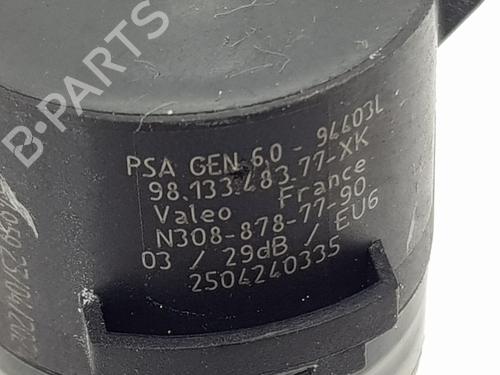 PSA GEN 6.0 - 94403L
98.133.483-77-XK
Valeo France
N308-878-77-90
03 / 29dB / EU6
2504240335